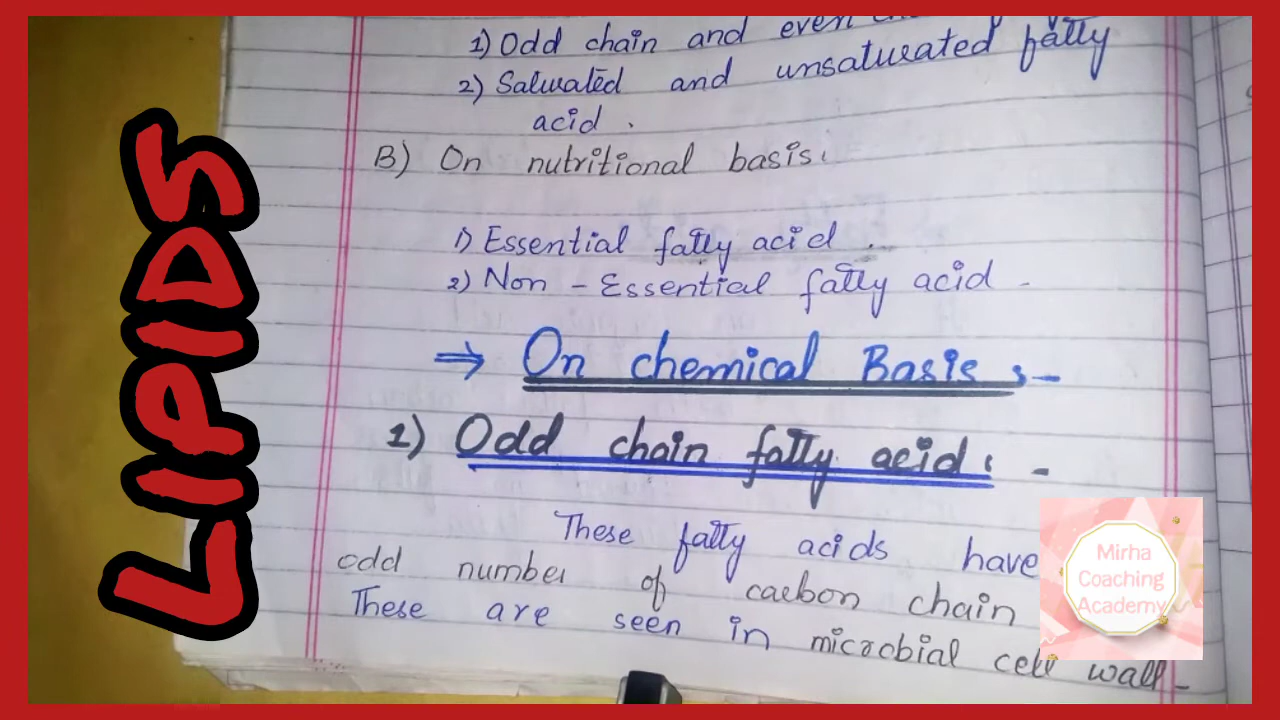 LIPIDS
1) Odd chain and even
2) Saturated and unsaturated fatty
acid .
B) On nutritional basis.
1) Essential fatty acid .
2) Non - Essential fatty acid -
⇒ On chemical Basis :-
1) Odd chain fatty acid : -
These fatty acids have
odd number of carbon chain
These are seen in microbial cell wall -
Mirha
Coaching
Academy